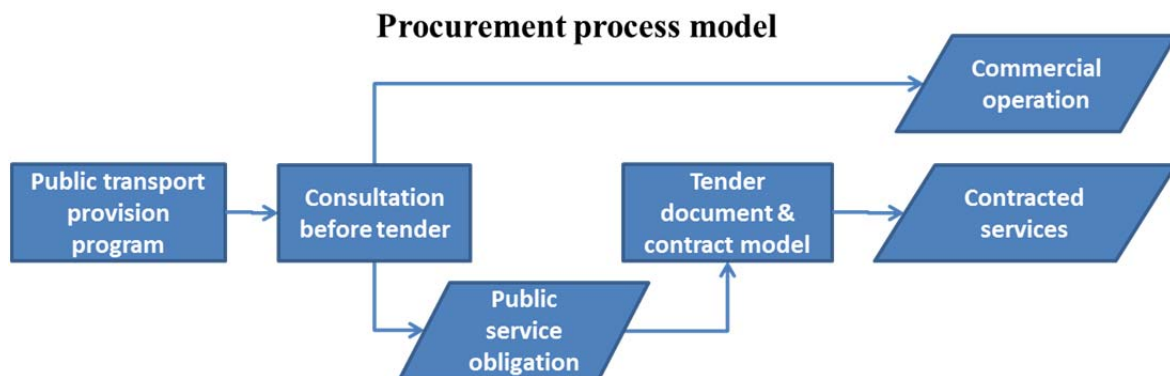 Procurement process model
Commercial
operation
Public transport
provision
program
Consultation
before tender
Tender
document &
contract model
Contracted
services
Public
service
obligation